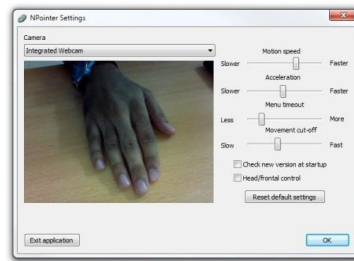 NPointer Settings
Camera
Integrated Webcam
Motion speed
Slower Faster
Acceleration
Slower Faster
Menu timeout
Less More
Movement cut-off
Slow Fast
Check new version at startup
Head/frontal control
Reset default settings
Exit application
OK